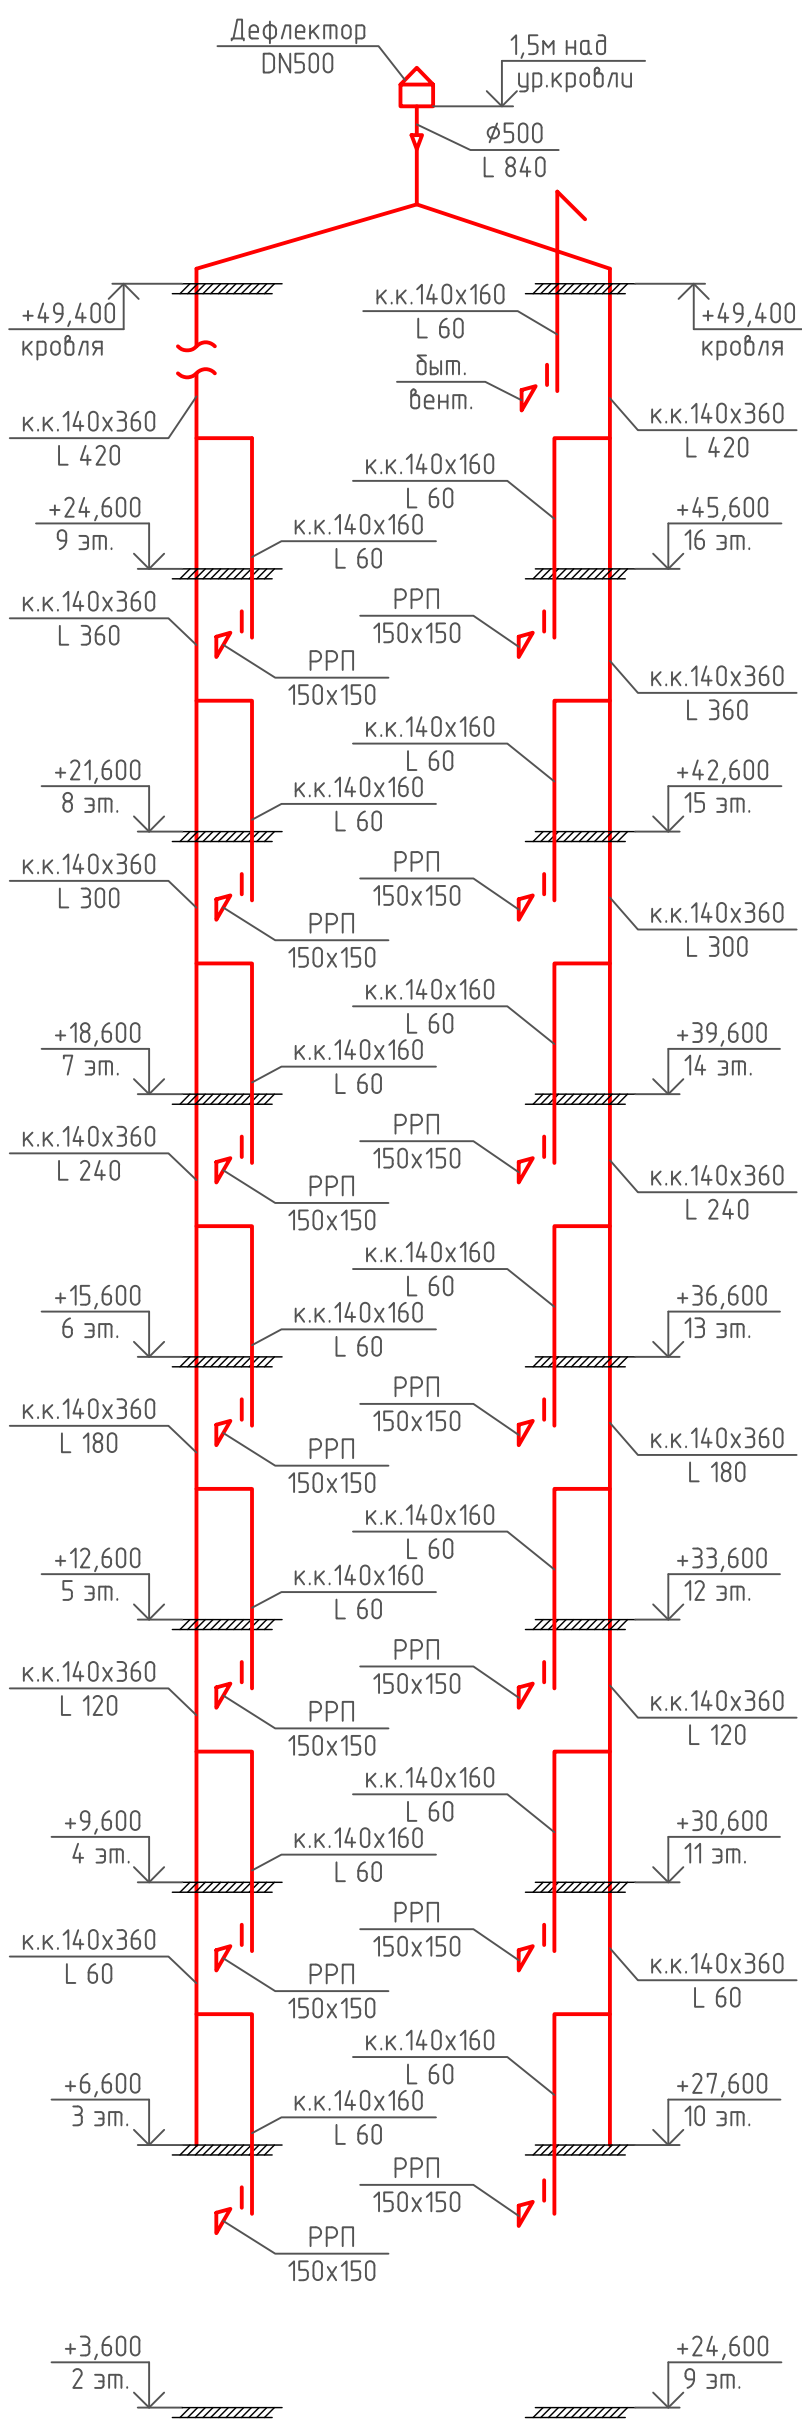 Дефлектор
DN500
1,5м над
ур.кровли
ϕ500
L 840
+49,400
кровля
к.к.140х160
L 60
+49,400
кровля
быт.
вент.
к.к.140х360
L 420
к.к.140х360
L 420
к.к.140х160
L 60
+24,600
9 эт.
к.к.140х160
L 60
+45,600
16 эт.
к.к.140х360
L 360
РРП
150х150
РРП
150х150
к.к.140х360
L 360
к.к.140х160
L 60
+21,600
8 эт.
к.к.140х160
L 60
+42,600
15 эт.
к.к.140х360
L 300
РРП
150х150
РРП
150х150
к.к.140х360
L 300
к.к.140х160
L 60
+18,600
7 эт.
к.к.140х160
L 60
+39,600
14 эт.
к.к.140х360
L 240
РРП
150х150
РРП
150х150
к.к.140х360
L 240
к.к.140х160
L 60
+15,600
6 эт.
к.к.140х160
L 60
+36,600
13 эт.
к.к.140х360
L 180
РРП
150х150
РРП
150х150
к.к.140х360
L 180
к.к.140х160
L 60
+12,600
5 эт.
к.к.140х160
L 60
+33,600
12 эт.
к.к.140х360
L 120
РРП
150х150
РРП
150х150
к.к.140х360
L 120
к.к.140х160
L 60
+9,600
4 эт.
к.к.140х160
L 60
+30,600
11 эт.
к.к.140х360
L 60
РРП
150х150
РРП
150х150
к.к.140х360
L 60
к.к.140х160
L 60
+6,600
3 эт.
к.к.140х160
L 60
+27,600
10 эт.
РРП
150х150
РРП
150х150
+3,600
2 эт.
+24,600
9 эт.